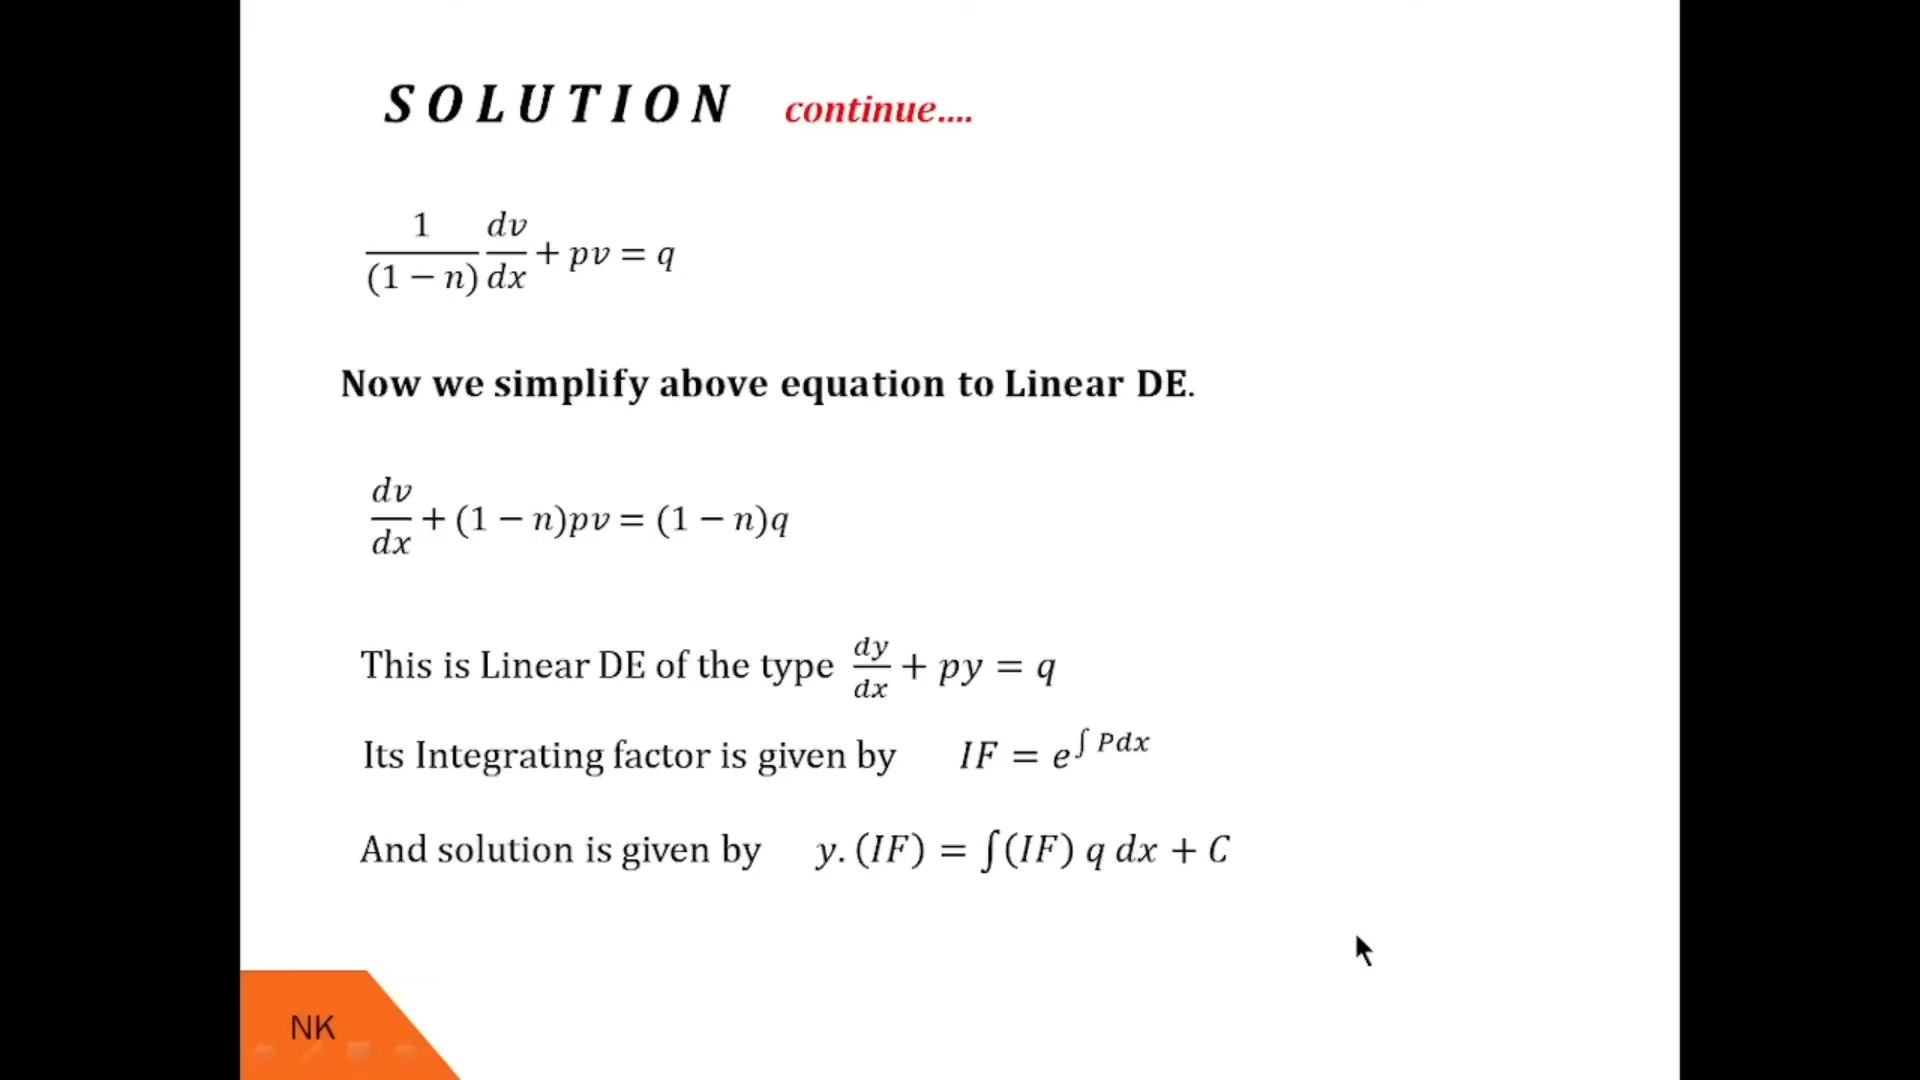 SOLUTION continue....
1/(1 − n) dv/dx + pv = q
Now we simplify above equation to Linear DE.
dv/dx + (1 − n)pv = (1 − n)q
This is Linear DE of the type dy/dx + py = q
Its Integrating factor is given by IF = e^∫ Pdx
And solution is given by y. (IF) = ∫(IF) q dx + C
NK